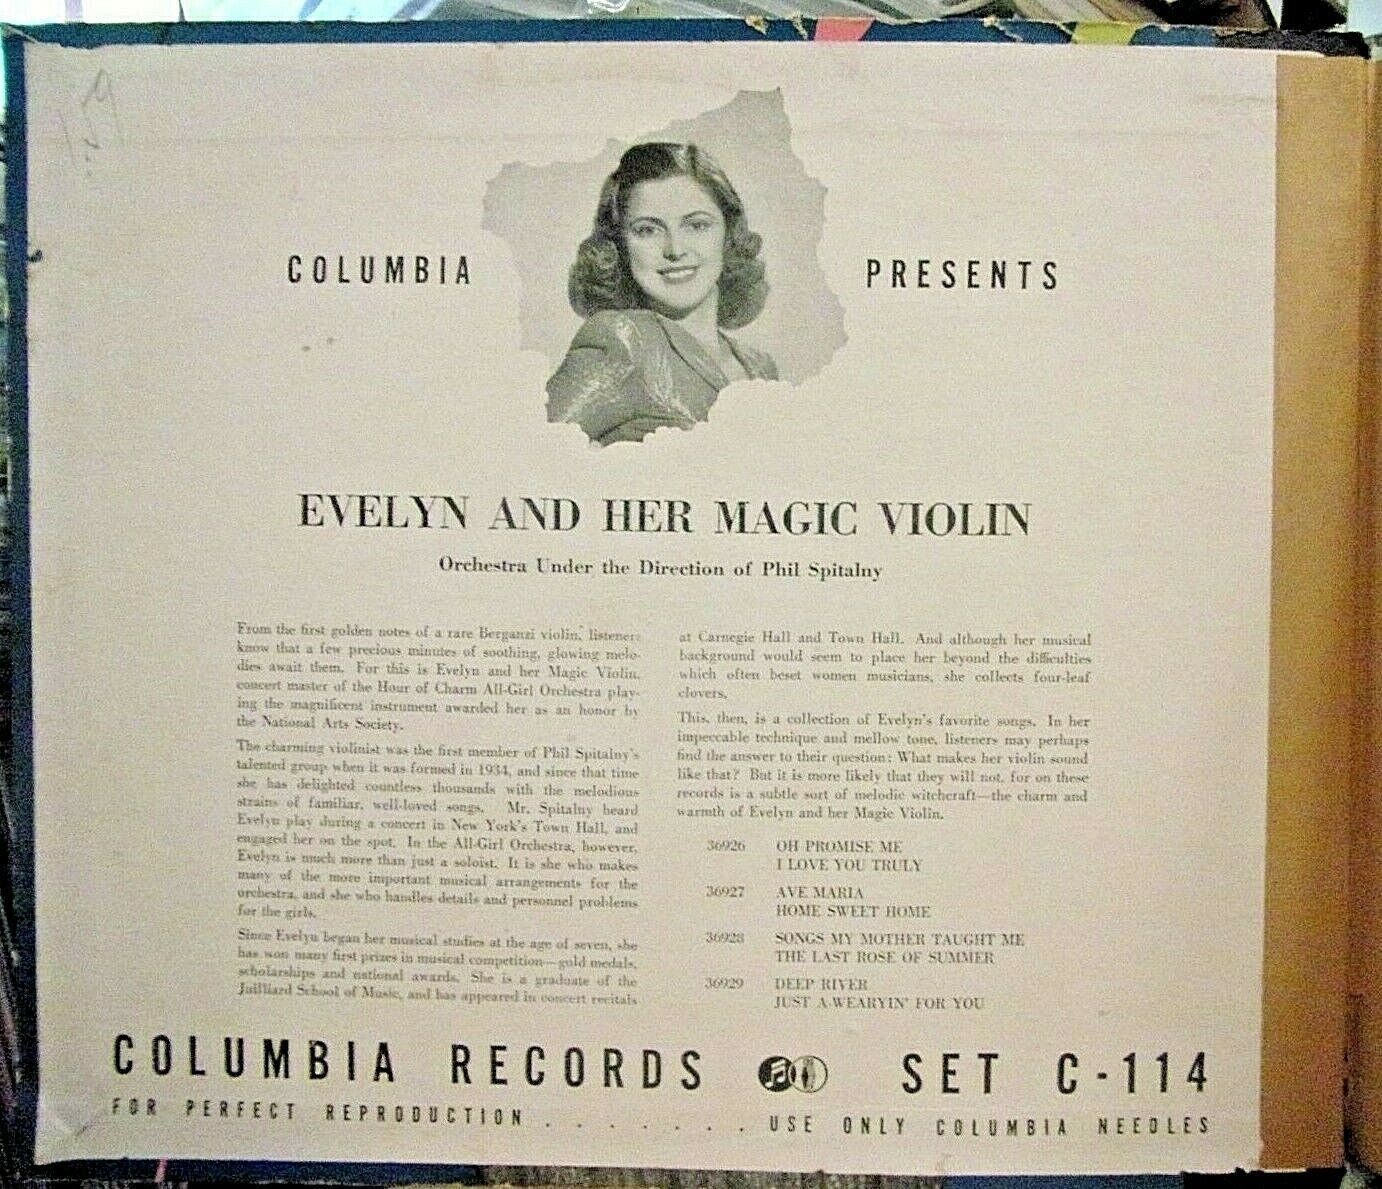 COLUMBIA PRESENTS
EVELYN AND HER MAGIC VIOLIN
Orchestra Under the Direction of Phil Spitalny
From the first golden notes of a rare Berganzi violin, listeners
know that a few precious minutes of soothing, glowing melo-
dies await them. For this is Evelyn and her Magic Violin,
concert master of the Hour of Charm All-Girl Orchestra play-
ing the magnificent instrument awarded her as an honor by
the National Arts Society.
The charming violinist was the first member of Phil Spitalny's
talented group when it was formed in 1934, and since that time
she has delighted countless thousands with the melodious
strains of familiar, well-loved songs. Mr. Spitalny heard
Evelyn play during a concert in New York's Town Hall, and
engaged her on the spot. In the All-Girl Orchestra, however,
Evelyn is much more than just a soloist. It is she who makes
many of the more important musical arrangements for the
orchestra, and she who handles details and personnel problems
for the girls.
Since Evelyn began her musical studies at the age of seven, she
has won many first prizes in musical competition—gold medals,
scholarships and national awards. She is a graduate of the
Juilliard School of Music, and has appeared in concert recitals
at Carnegie Hall and Town Hall. And although her musical
background would seem to place her beyond the difficulties
which often beset women musicians, she collects four-leaf
clovers.
This, then, is a collection of Evelyn's favorite songs. In her
impeccable technique and mellow tone, listeners may perhaps
find the answer to their question: What makes her violin sound
like that? But it is more likely that they will not, for on these
records is a subtle sort of melodic witchcraft—the charm and
warmth of Evelyn and her Magic Violin.
36926 OH PROMISE ME
I LOVE YOU TRULY
36927 AVE MARIA
HOME SWEET HOME
36928 SONGS MY MOTHER TAUGHT ME
THE LAST ROSE OF SUMMER
36929 DEEP RIVER
JUST A-WEARYIN' FOR YOU
COLUMBIA RECORDS SET C-114
FOR PERFECT REPRODUCTION . . . . . . . USE ONLY COLUMBIA NEEDLES